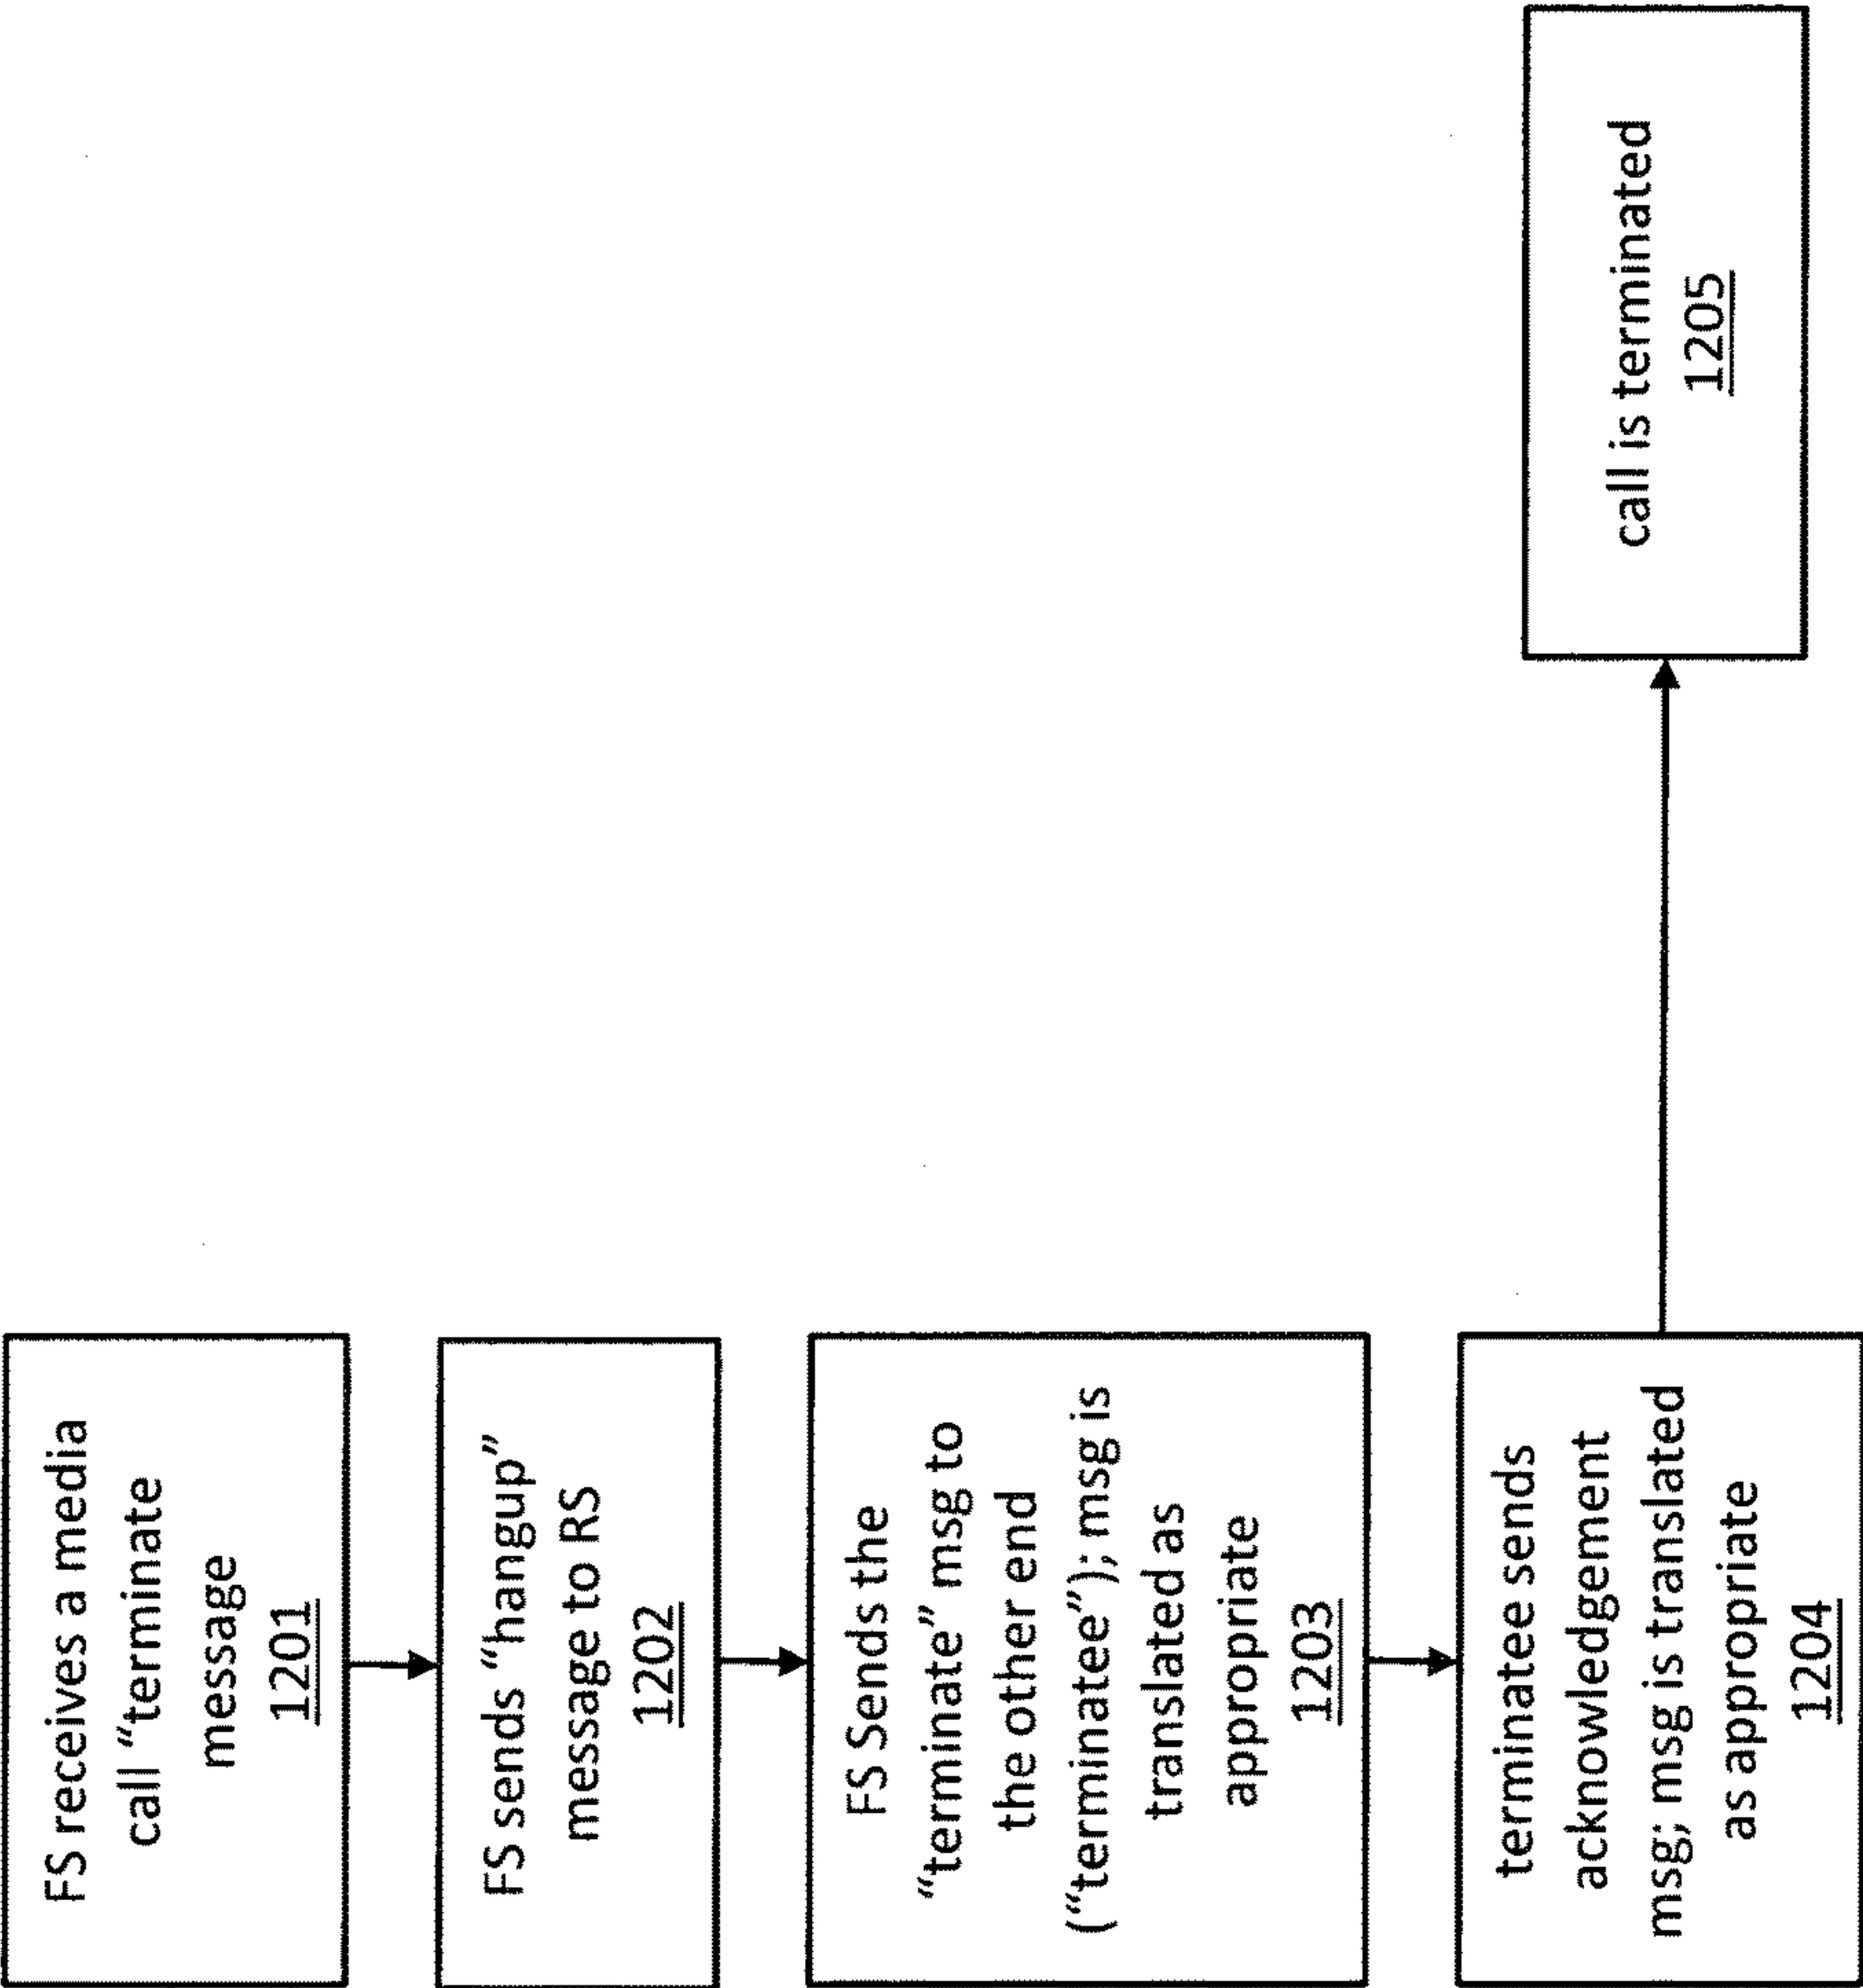 FS receives a media
call “terminate
message
1201
FS sends “hangup”
message to RS
1202
FS Sends the
“terminate” msg to
the other end
(“terminatee”); msg is
translated as
appropriate
1203
terminatee sends
acknowledgement
msg; msg is translated
as appropriate
1204
call is terminated
1205